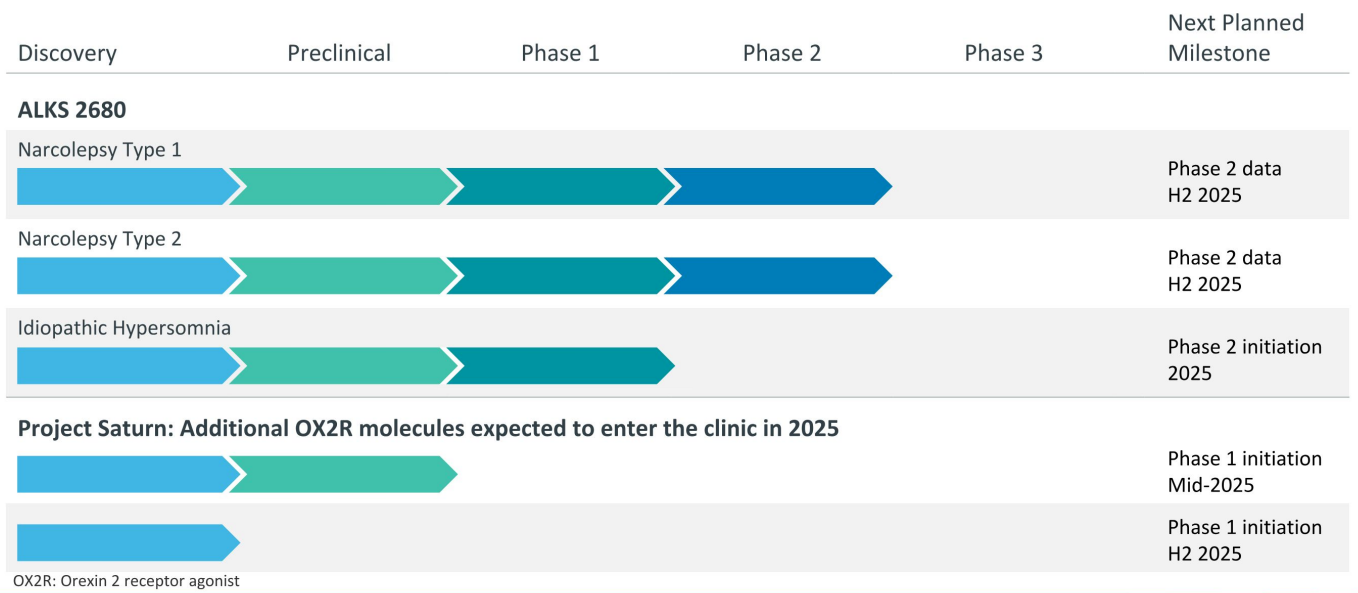 Discovery Preclinical Phase 1 Phase 2 Phase 3 Next Planned
Milestone
ALKS 2680
Narcolepsy Type 1
Phase 2 data
H2 2025
Narcolepsy Type 2
Phase 2 data
H2 2025
Idiopathic Hypersomnia
Phase 2 initiation
2025
Project Saturn: Additional OX2R molecules expected to enter the clinic in 2025
Phase 1 initiation
Mid-2025
Phase 1 initiation
H2 2025
OX2R: Orexin 2 receptor agonist